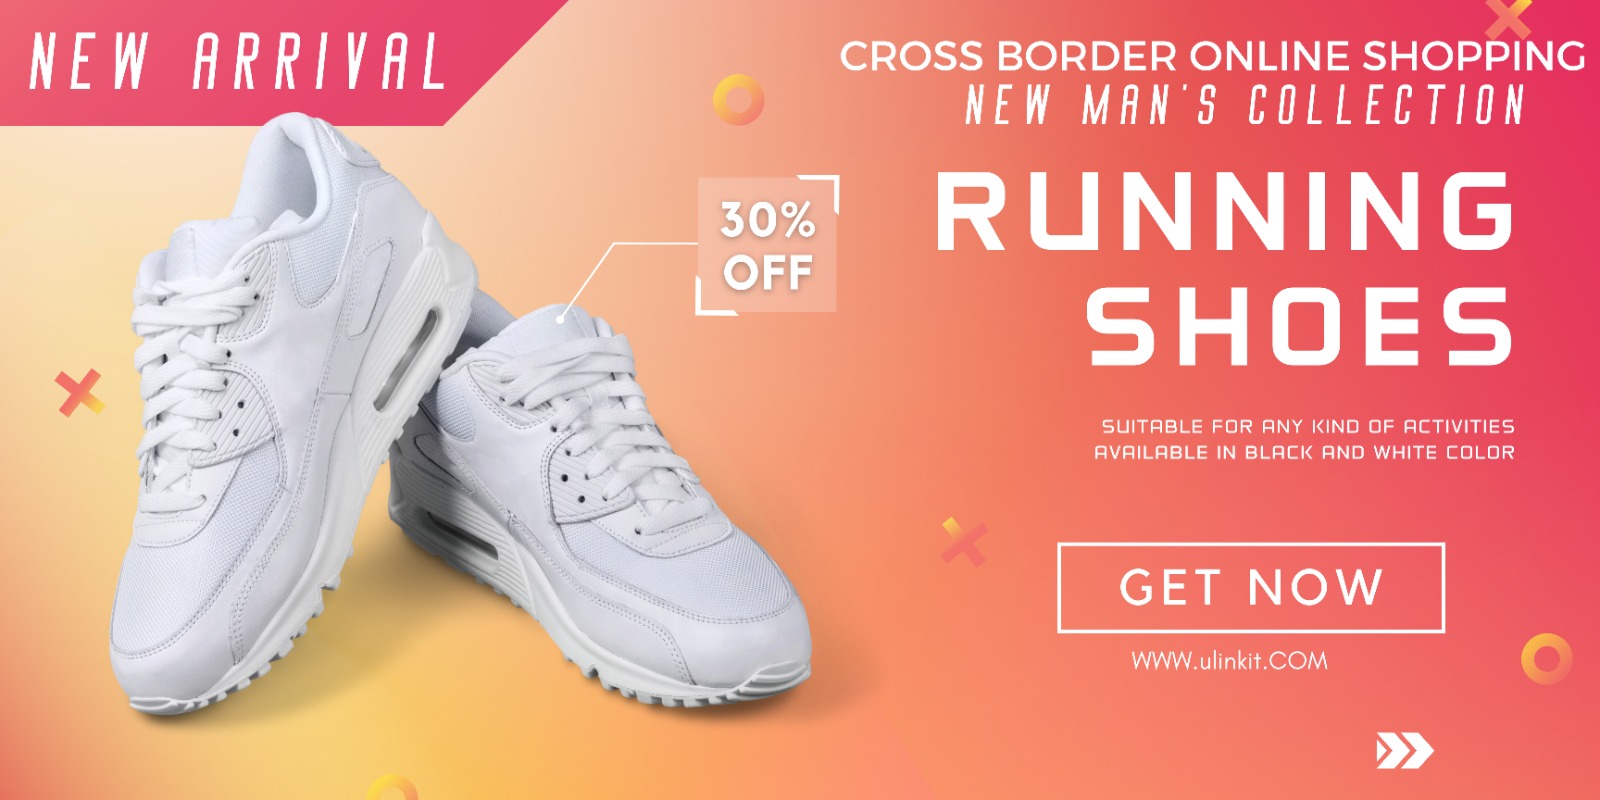 NEW ARRIVAL
CROSS BORDER ONLINE SHOPPING
NEW MAN'S COLLECTION
RUNNING
SHOES
30%
OFF
SUITABLE FOR ANY KIND OF ACTIVITIES
AVAILABLE IN BLACK AND WHITE COLOR
GET NOW
WWW.ulinkit.COM